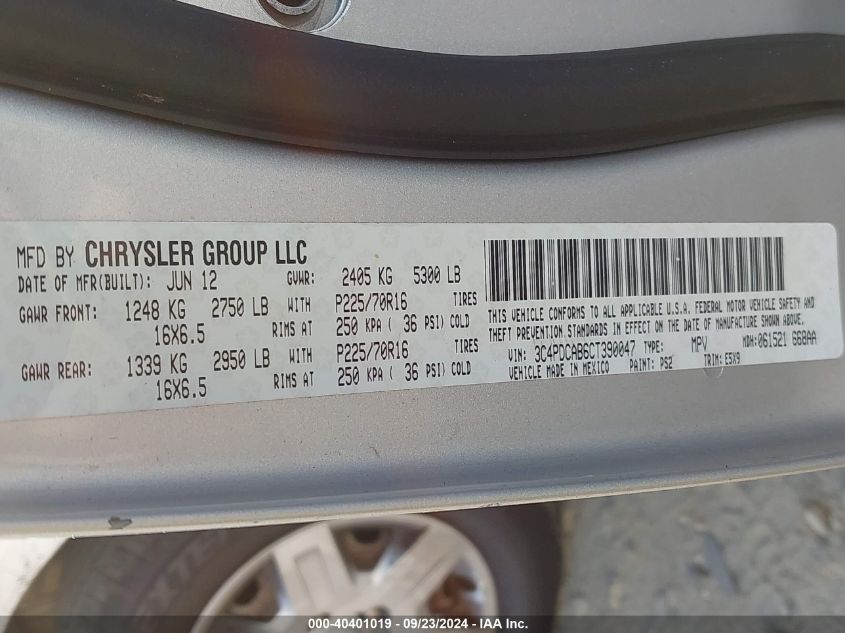 MFD BY CHRYSLER GROUP LLC
DATE OF MFR(BUILT): JUN 12 GVWR: 2405 KG 5300 LB
GAWR FRONT: 1248 KG 2750 LB WITH P225/70R16 TIRES
16X6.5 RIMS AT 250 KPA ( 36 PSI) COLD
GAWR REAR: 1339 KG 2950 LB WITH P225/70R16 TIRES
16X6.5 RIMS AT 250 KPA ( 36 PSI) COLD
THIS VEHICLE CONFORMS TO ALL APPLICABLE U.S.A. FEDERAL MOTOR VEHICLE SAFETY AND
THEFT PREVENTION STANDARDS IN EFFECT ON THE DATE OF MANUFACTURE SHOWN ABOVE.
VIN: 3C4PDCAB6CT390047 TYPE: MPV MDH:061521 668AA
VEHICLE MADE IN MEXICO PAINT: PS2 TRIM: E5X9
000-40401019 - 09/23/2024 - IAA Inc.